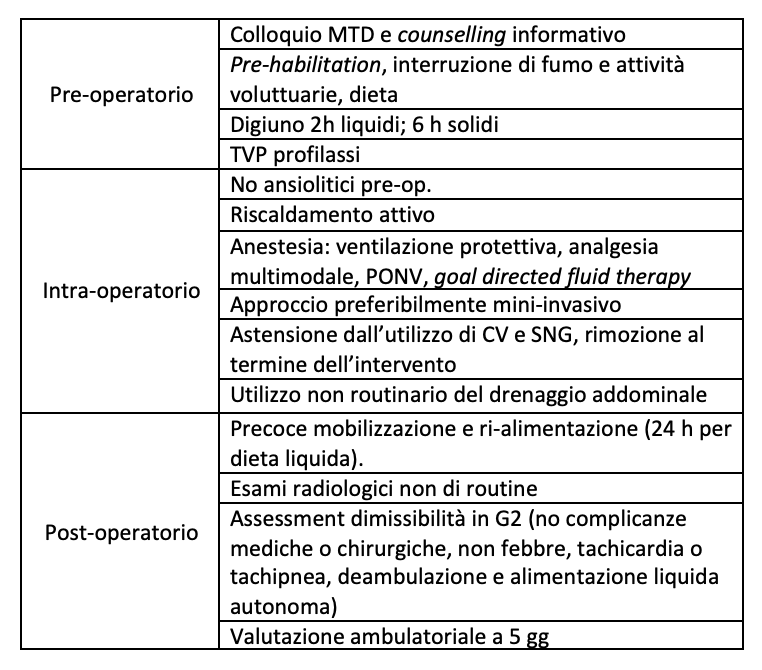 Pre-operatorio
Colloquio MTD e counselling informativo
Pre-habilitation, interruzione di fumo e attività
voluttuarie, dieta
Digiuno 2h liquidi; 6 h solidi
TVP profilassi
Intra-operatorio
No ansiolitici pre-op.
Riscaldamento attivo
Anestesia: ventilazione protettiva, analgesia
multimodale, PONV, goal directed fluid therapy
Approccio preferibilmente mini-invasivo
Astensione dall’utilizzo di CV e SNG, rimozione al
termine dell’intervento
Utilizzo non routinario del drenaggio addominale
Post-operatorio
Precoce mobilizzazione e ri-alimentazione (24 h per
dieta liquida).
Esami radiologici non di routine
Assessment dimissibilità in G2 (no complicanze
mediche o chirurgiche, non febbre, tachicardia o
tachipnea, deambulazione e alimentazione liquida
autonoma)
Valutazione ambulatoriale a 5 gg